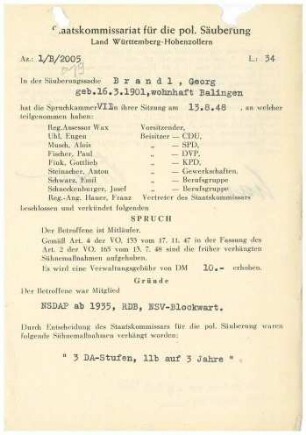 Staatskommissariat für die pol. Säuberung
Land Württemberg-Hohenzollern
Az.: 1/B/2005 L: 34
In der Säuberungssache B r a n d l , Georg
geb.16.3.1901,wohnhaft Balingen
hat die Spruchkammer VII in ihrer Sitzung am 13.8.48 , an welcher
teilgenommen haben:
Reg.Assessor Wax Vorsitzender,
Uhl, Eugen Beisitzer — CDU,
Musch, Alois „ — SPD,
Fischer, Paul „ — DVP,
Fink, Gottlieb „ — KPD,
Steinacher, Anton „ — Gewerkschaften,
Schwarz, Emil „ — Berufsgruppe
Schneckenburger, Josef „ — Berufsgruppe
Reg.-Ang. Haare, Franz Vertreter des Staatskommissars
beschlossen und verkündet folgenden
SPRUCH
Der Betroffene ist Mitläufer.
Gemäß Art. 4 der VO. 133 vom 17. 11. 47 in der Fassung des
Art. 2 der VO. 165 vom 13. 7. 48 sind die früher verhängten
Sühnemaßnahmen aufgehoben.
Es wird eine Verwaltungsgebühr von DM 10.- erhoben.
Gründe
Der Betroffene war Mitglied
NSDAP ab 1935, RDB, NSV-Blockwart.
Durch Entscheidung des Staatskommissars für die pol. Säuberung waren
folgende Sühnemaßnahmen verhängt worden:
" 3 DA-Stufen, 11b auf 3 Jahre "